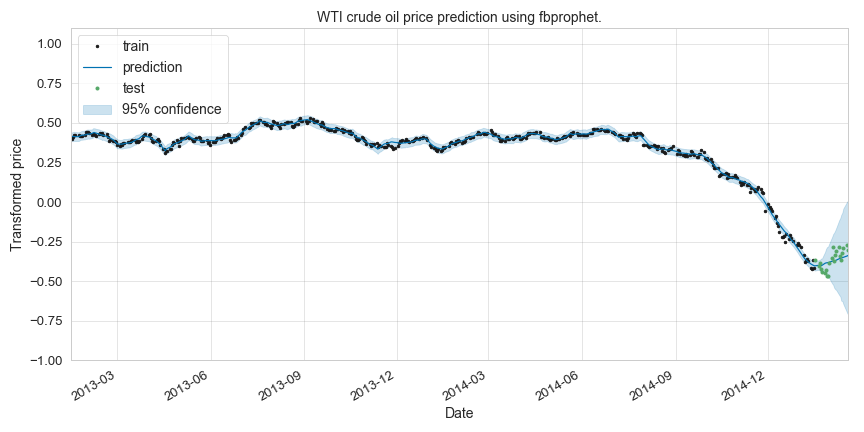 WTI crude oil price prediction using fbprophet.
1.00
0.75
0.50
0.25
0.00
−0.25
−0.50
−0.75
−1.00
Transformed price
train
prediction
test
95% confidence
2013-03
2013-06
2013-09
2013-12
2014-03
2014-06
2014-09
2014-12
Date